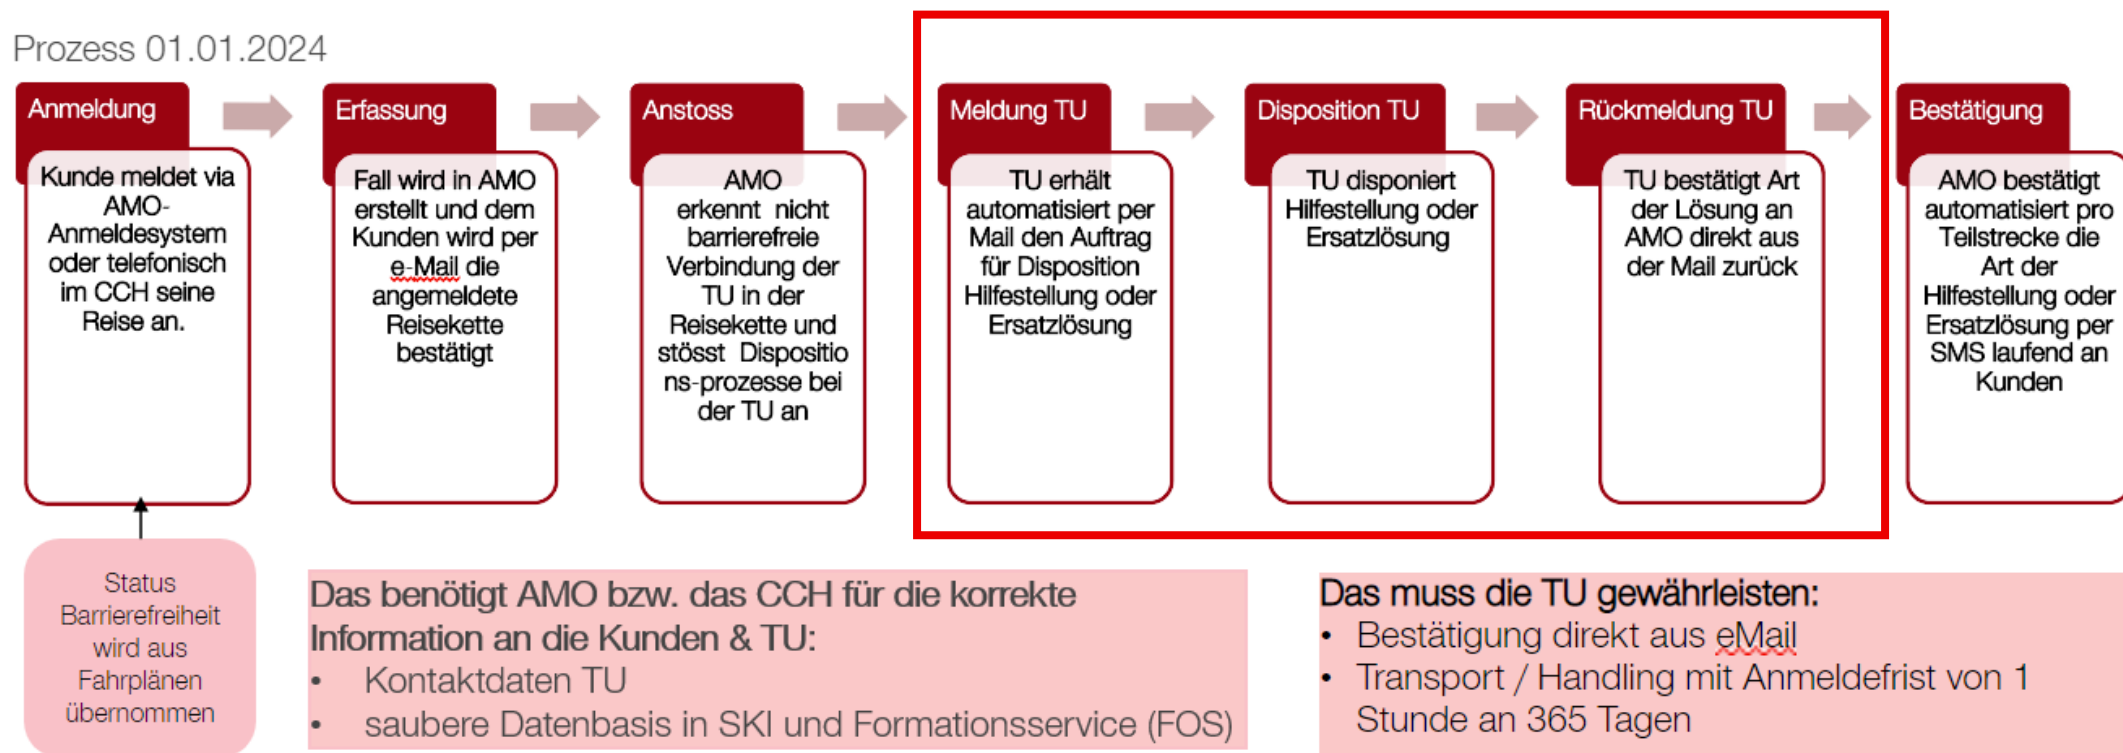 Prozess 01.01.2024
Anmeldung
Kunde meldet via
AMO-
Anmeldesystem
oder telefonisch
im CCH seine
Reise an.
Erfassung
Fall wird in AMO
erstellt und dem
Kunden wird per
e-Mail die
angemeldete
Reisekette
bestätigt
Anstoss
AMO
erkennt nicht
barrierefreie
Verbindung der
TU in der
Reisekette und
stösst Dispositio
ns-prozesse bei
der TU an
Meldung TU
TU erhält
automatisiert per
Mail den Auftrag
für Disposition
Hilfestellung oder
Ersatzlösung
Disposition TU
TU disponiert
Hilfestellung oder
Ersatzlösung
Rückmeldung TU
TU bestätigt Art
der Lösung an
AMO direkt aus
der Mail zurück
Bestätigung
AMO bestätigt
automatisiert pro
Teilstrecke die
Art der
Hilfestellung oder
Ersatzlösung per
SMS laufend an
Kunden
Status
Barrierefreiheit
wird aus
Fahrplänen
übernommen
Das benötigt AMO bzw. das CCH für die korrekte
Information an die Kunden & TU:
• Kontaktdaten TU
• saubere Datenbasis in SKI und Formationsservice (FOS)
Das muss die TU gewährleisten:
• Bestätigung direkt aus eMail
• Transport / Handling mit Anmeldefrist von 1
Stunde an 365 Tagen